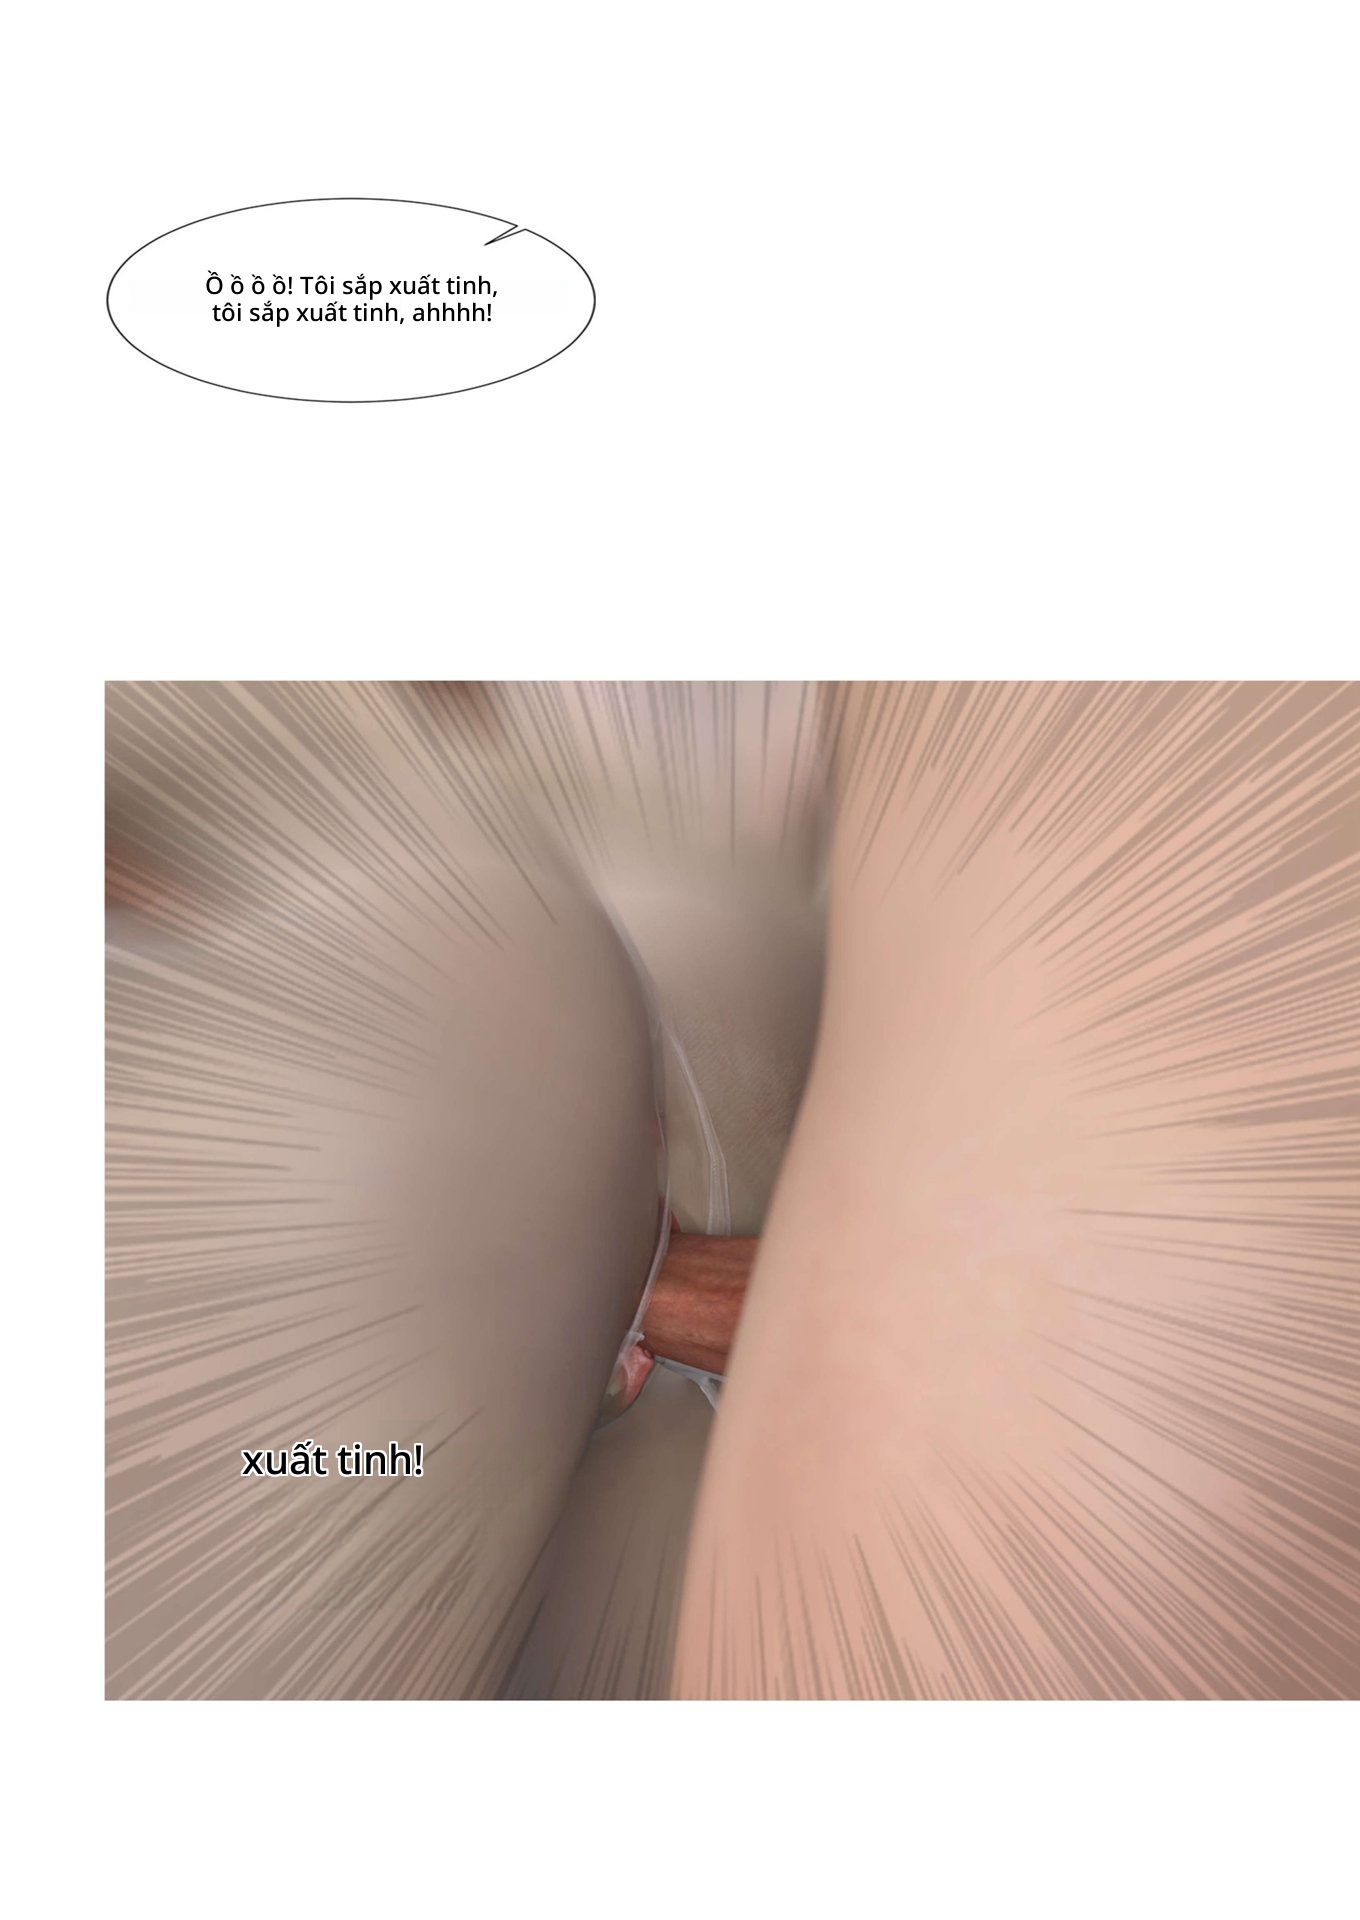 Ồ ồ ồ ồ! Tôi sắp xuất tinh,
tôi sắp xuất tinh, ahhhh!
xuất tinh!